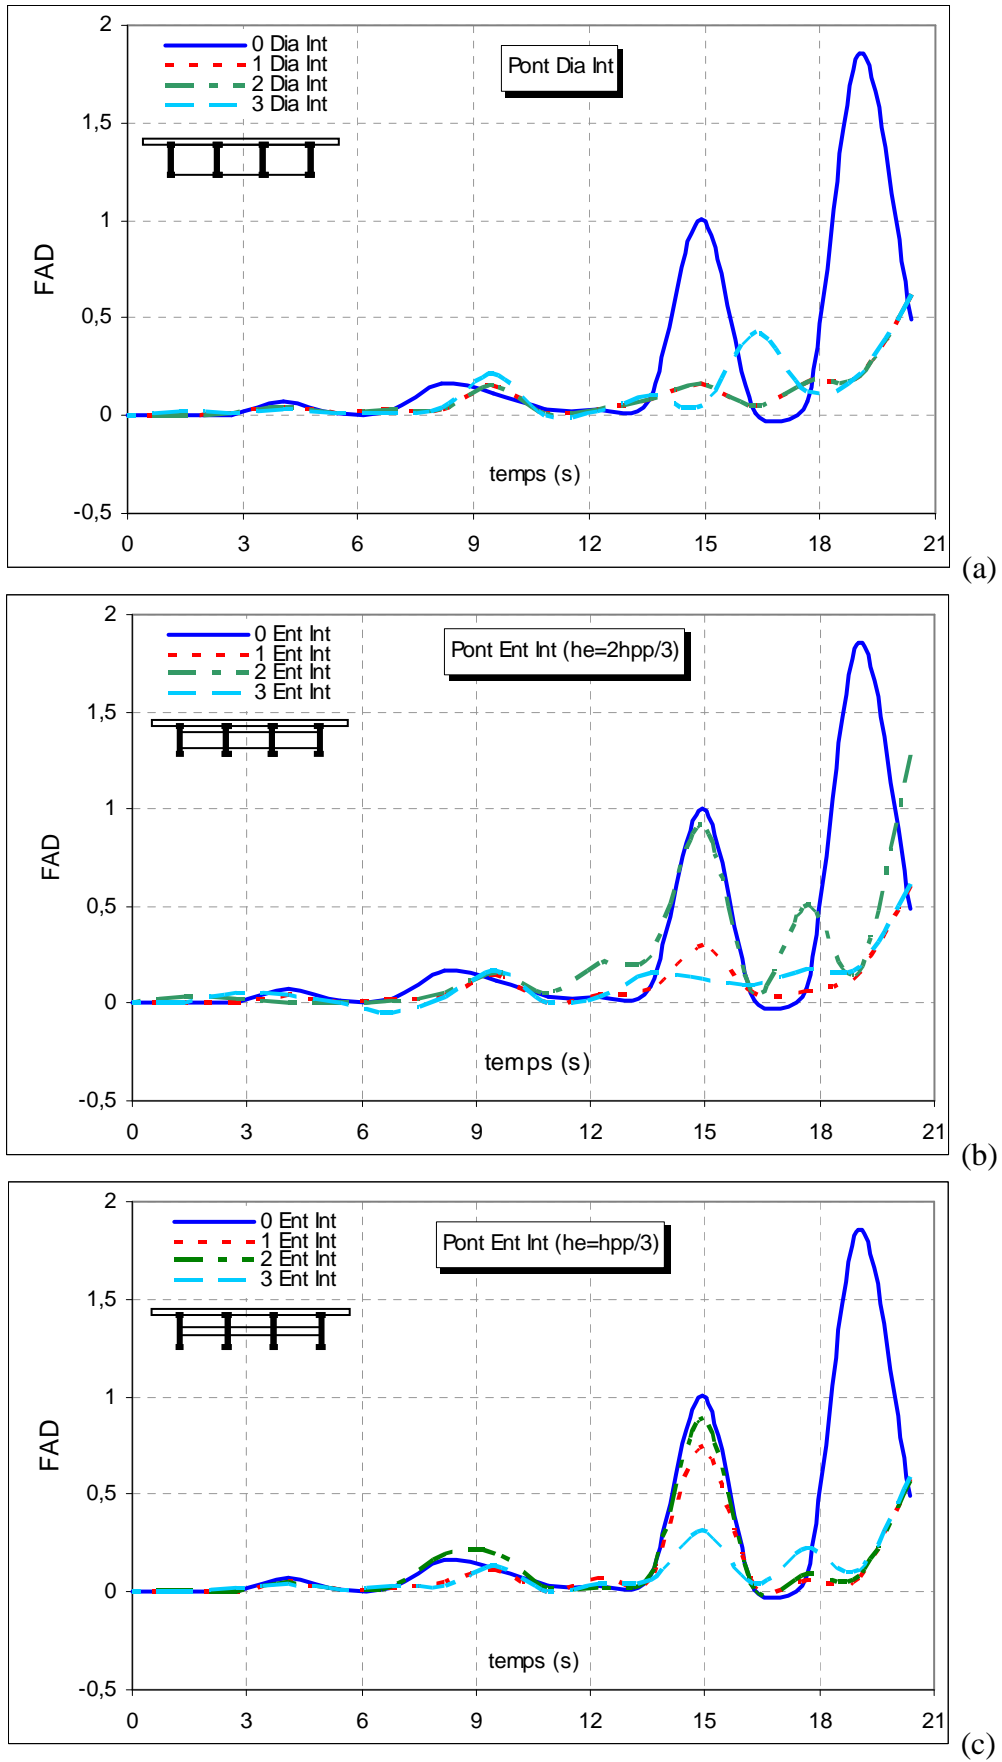 2
0 Dia Int
1 Dia Int
2 Dia Int
3 Dia Int
Pont Dia Int
1,5
1
FAD
0,5
0
temps (s)
-0,5
0 3 6 9 12 15 18 21
(a)
2
0 Ent Int
1 Ent Int
2 Ent Int
3 Ent Int
Pont Ent Int (he=2hpp/3)
1,5
1
FAD
0,5
0
temps (s)
-0,5
0 3 6 9 12 15 18 21
(b)
2
0 Ent Int
1 Ent Int
2 Ent Int
3 Ent Int
Pont Ent Int (he=hpp/3)
1,5
1
FAD
0,5
0
temps (s)
-0,5
0 3 6 9 12 15 18 21
(c)